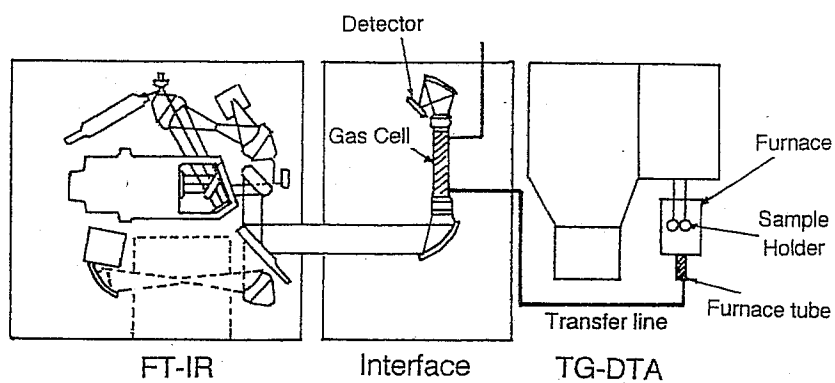 Detector
Gas Cell
Furnace
Sample
Holder
Furnace tube
Transfer line
FT-IR
Interface
TG-DTA